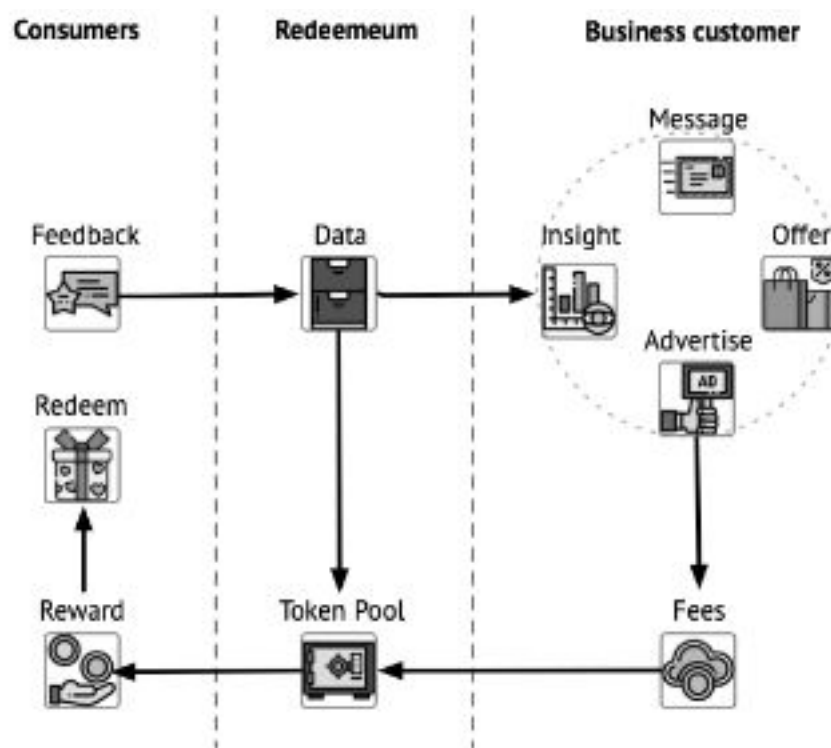 Consumers
Redeemeum
Business customer
Message
Feedback
Data
Insight
Offer
Advertise
AD
Redeem
Reward
Token Pool
Fees